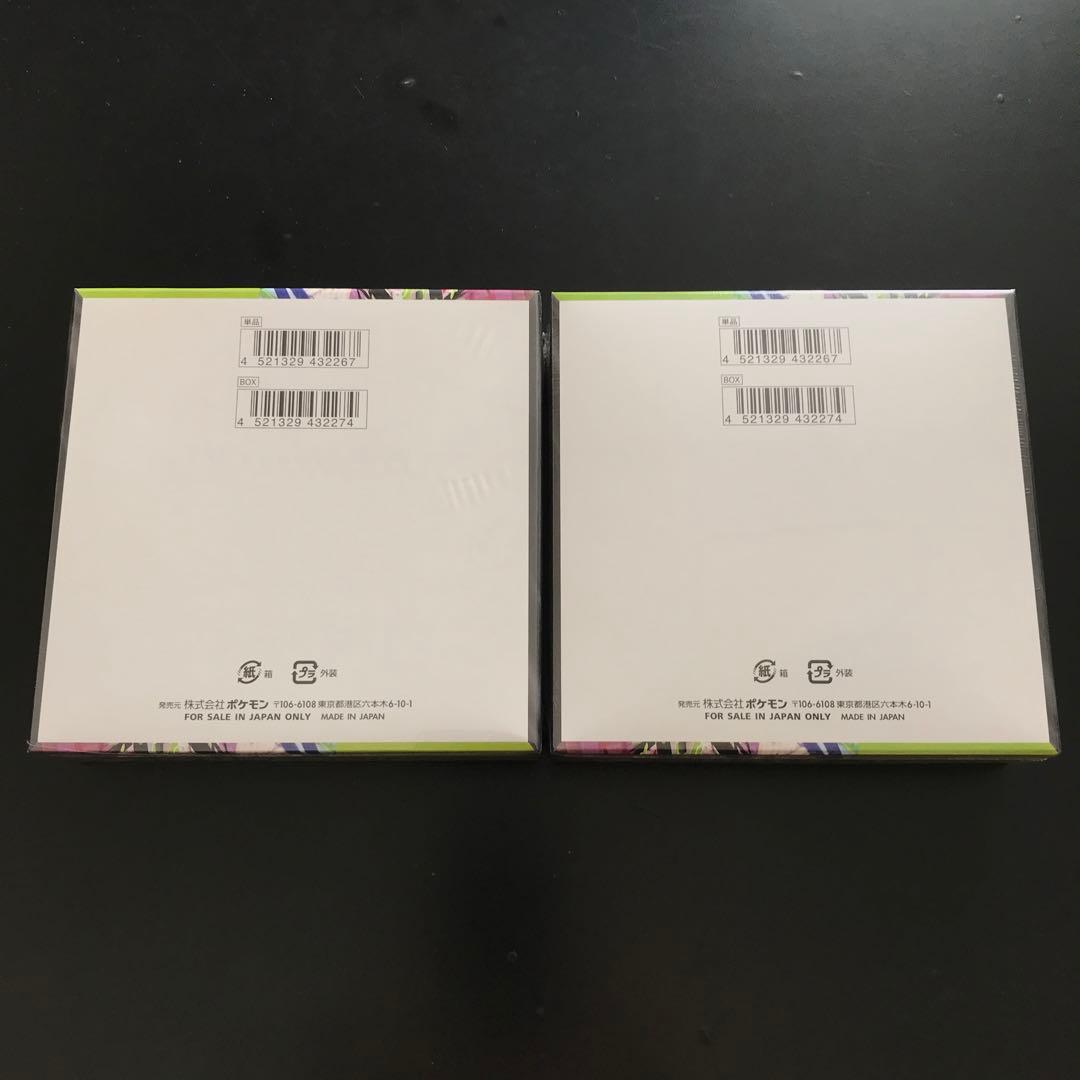 単品
4 521329 432267
BOX
4 521329 432274
紙 箱 プラ 外装
発売元 株式会社ポケモン 〒106-6108 東京都港区六本木6-10-1
FOR SALE IN JAPAN ONLY MADE IN JAPAN
単品
4 521329 432267
BOX
4 521329 432274
紙 箱 プラ 外装
発売元 株式会社ポケモン 〒106-6108 東京都港区六本木6-10-1
FOR SALE IN JAPAN ONLY MADE IN JAPAN